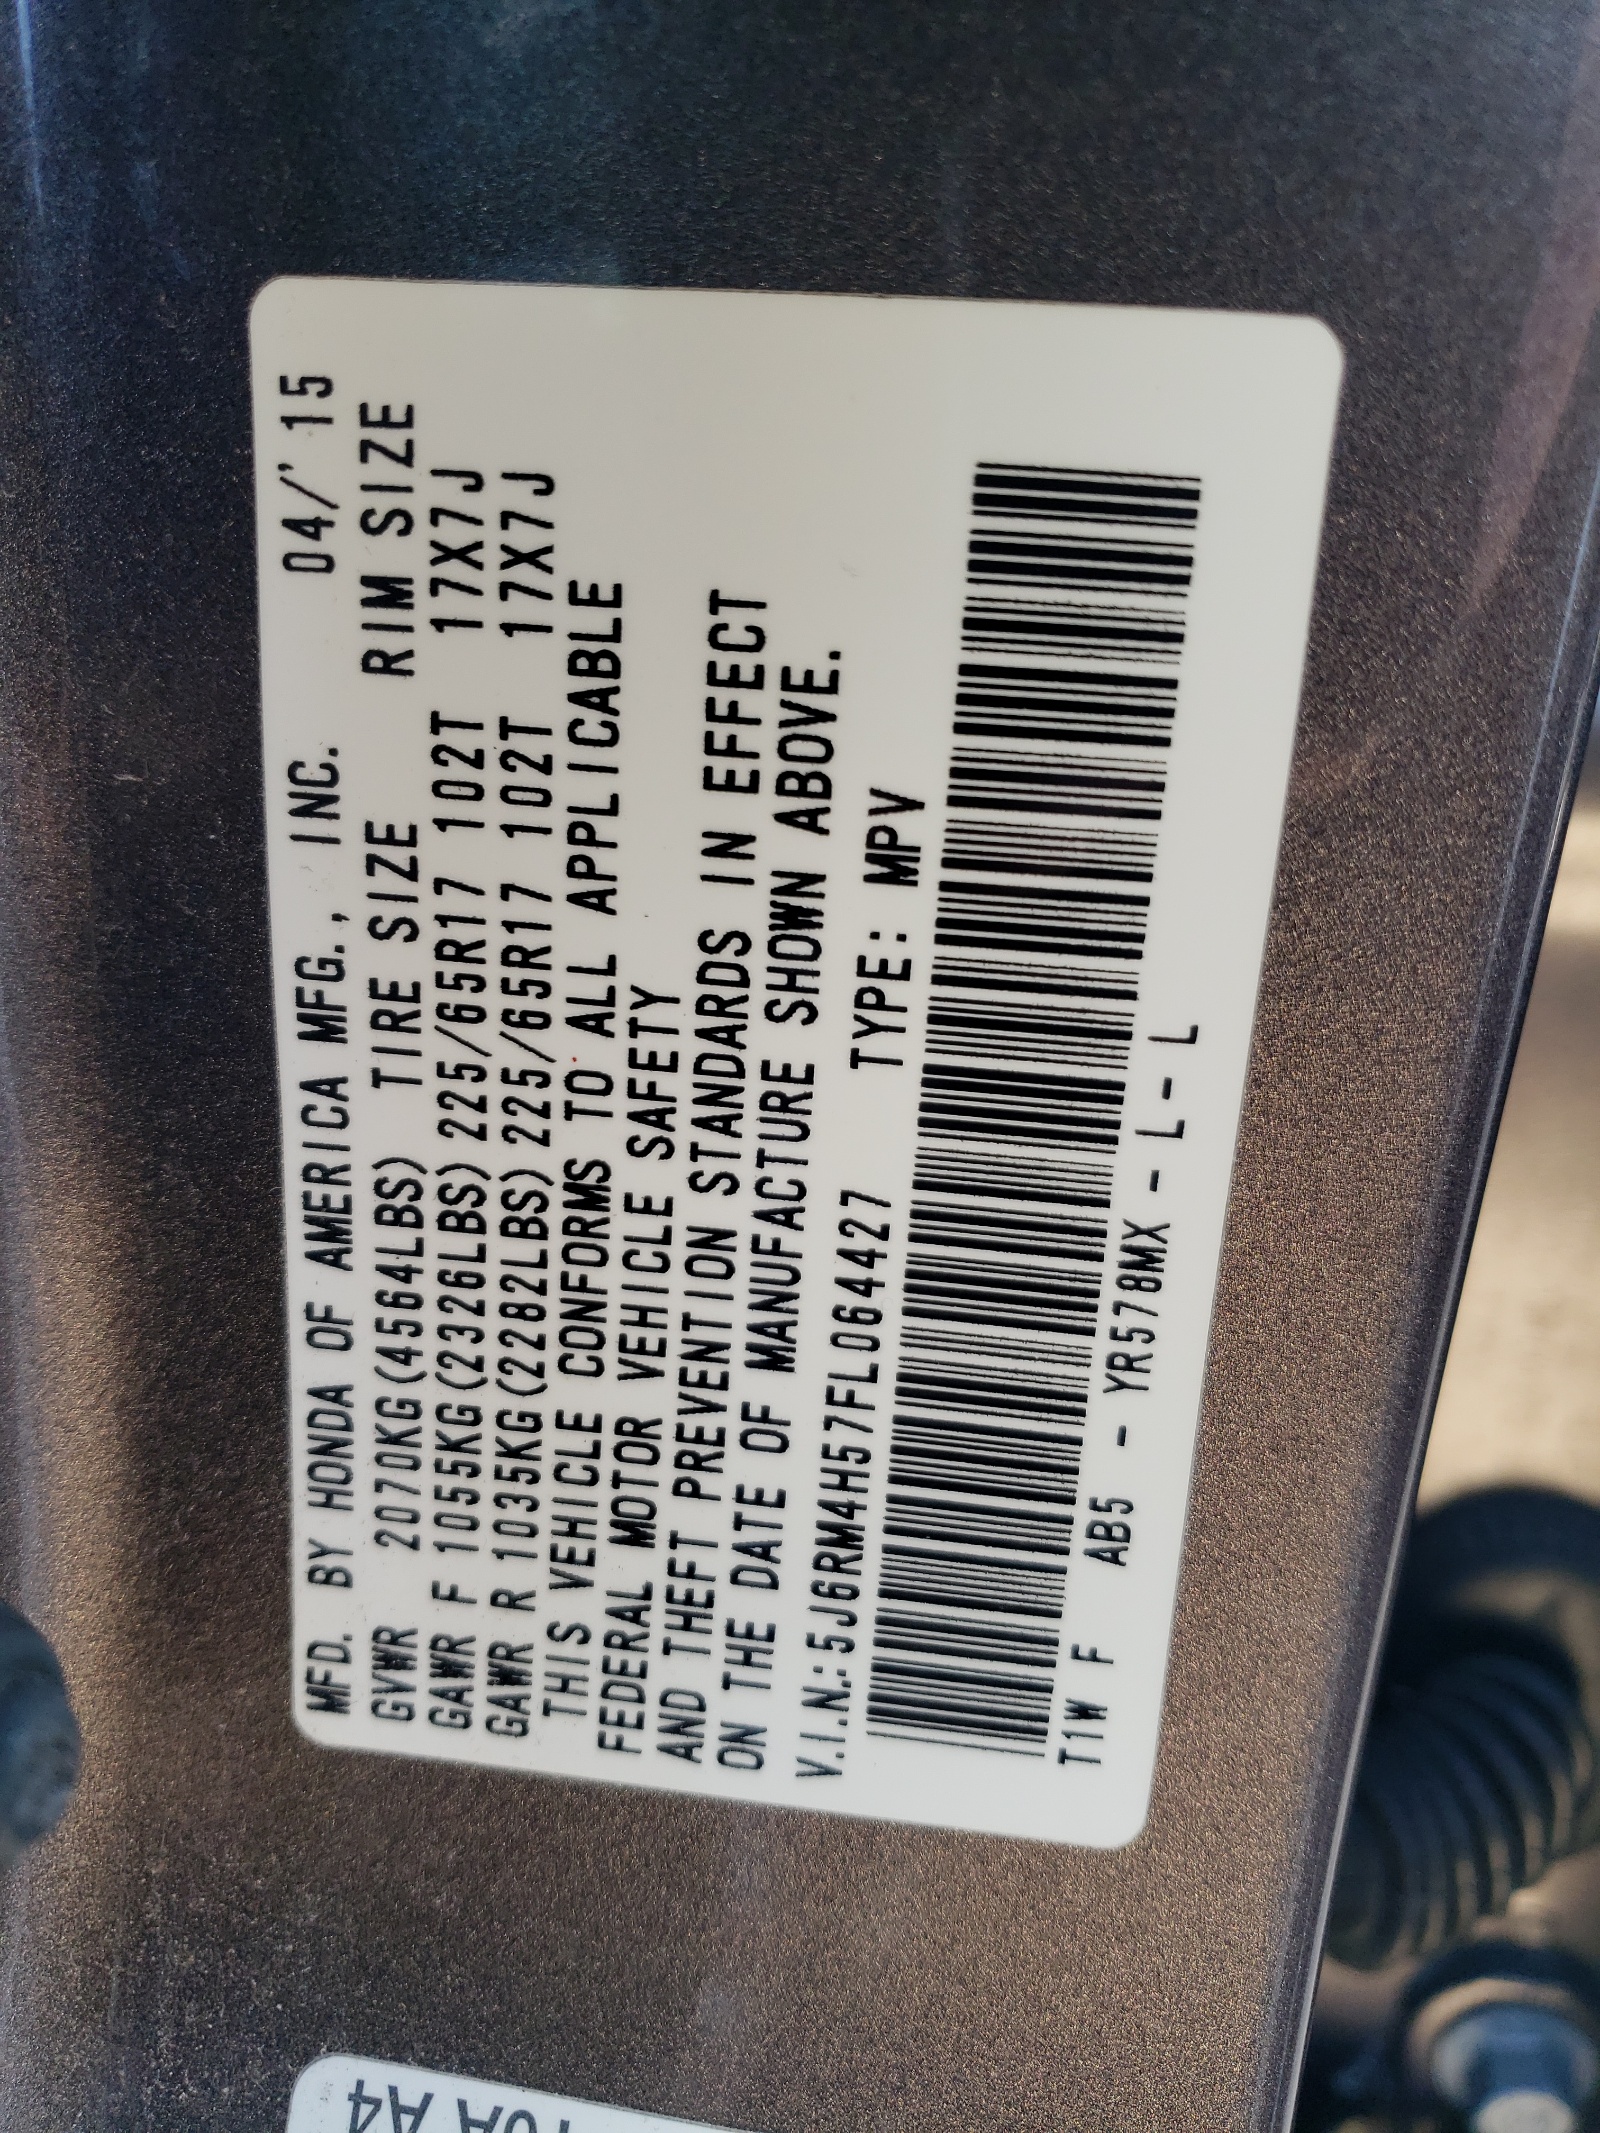 MFD. BY HONDA OF AMERICA MFG., INC. 04/'15
GVWR 2070KG(4564LBS) TIRE SIZE RIM SIZE
GAWR F 1055KG(2326LBS) 225/65R17 102T 17X7J
GAWR R 1035KG(2282LBS) 225/65R17 102T 17X7J
THIS VEHICLE CONFORMS TO ALL APPLICABLE
FEDERAL MOTOR VEHICLE SAFETY
AND THEFT PREVENTION STANDARDS IN EFFECT
ON THE DATE OF MANUFACTURE SHOWN ABOVE.
V.I.N.:5J6RM4H57FL064427 TYPE: MPV
T1W F AB5 - YR578MX - L - L
A4